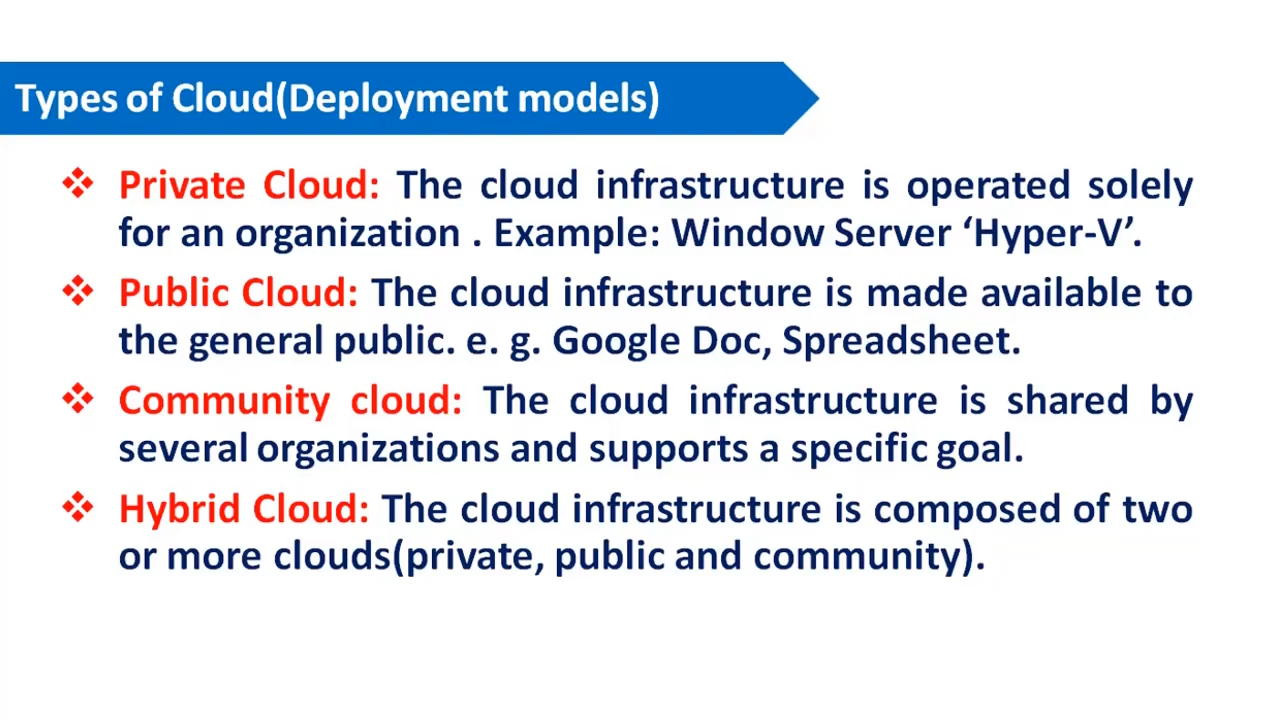 Types of Cloud(Deployment models)
❖ Private Cloud: The cloud infrastructure is operated solely
for an organization . Example: Window Server ‘Hyper-V’.
❖ Public Cloud: The cloud infrastructure is made available to
the general public. e. g. Google Doc, Spreadsheet.
❖ Community cloud: The cloud infrastructure is shared by
several organizations and supports a specific goal.
❖ Hybrid Cloud: The cloud infrastructure is composed of two
or more clouds(private, public and community).